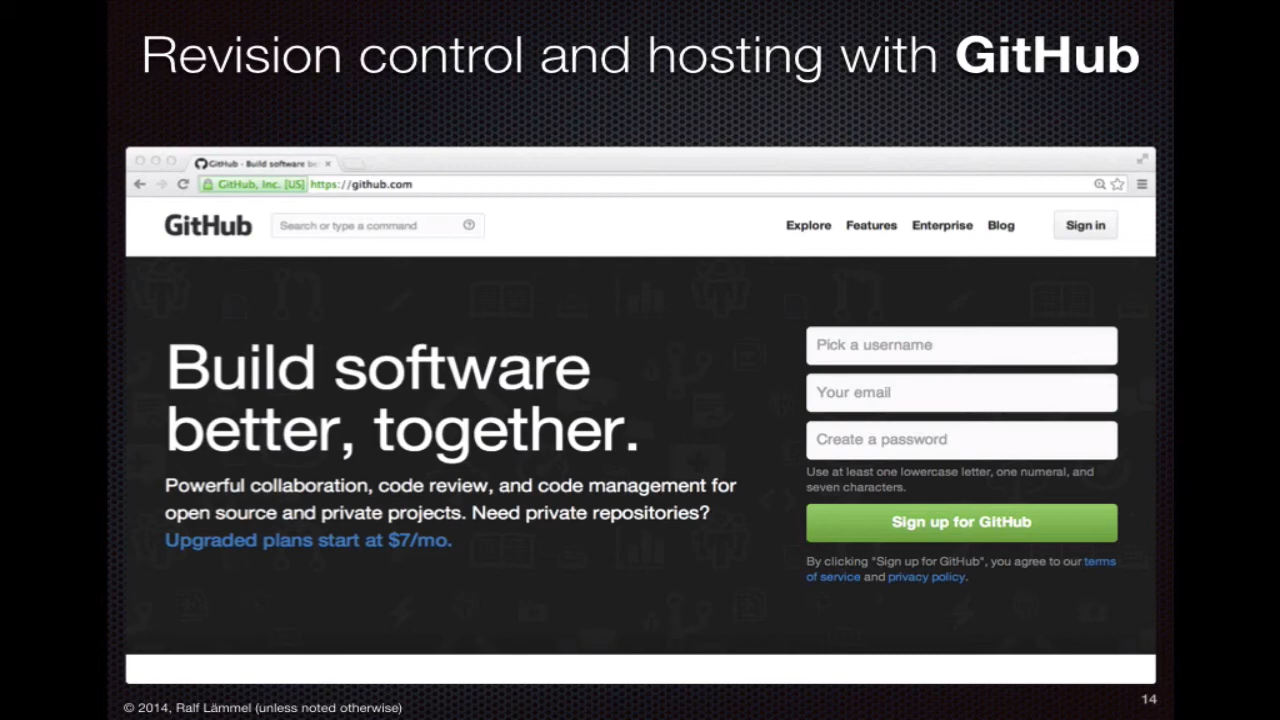 Revision control and hosting with GitHub
GitHub · Build software be
GitHub, Inc. [US] https://github.com
GitHub
Search or type a command
Explore Features Enterprise Blog Sign in
Build software
better, together.
Powerful collaboration, code review, and code management for
open source and private projects. Need private repositories?
Upgraded plans start at $7/mo.
Pick a username
Your email
Create a password
Use at least one lowercase letter, one numeral, and
seven characters.
Sign up for GitHub
By clicking "Sign up for GitHub", you agree to our terms
of service and privacy policy.
© 2014, Ralf Lämmel (unless noted otherwise)
14